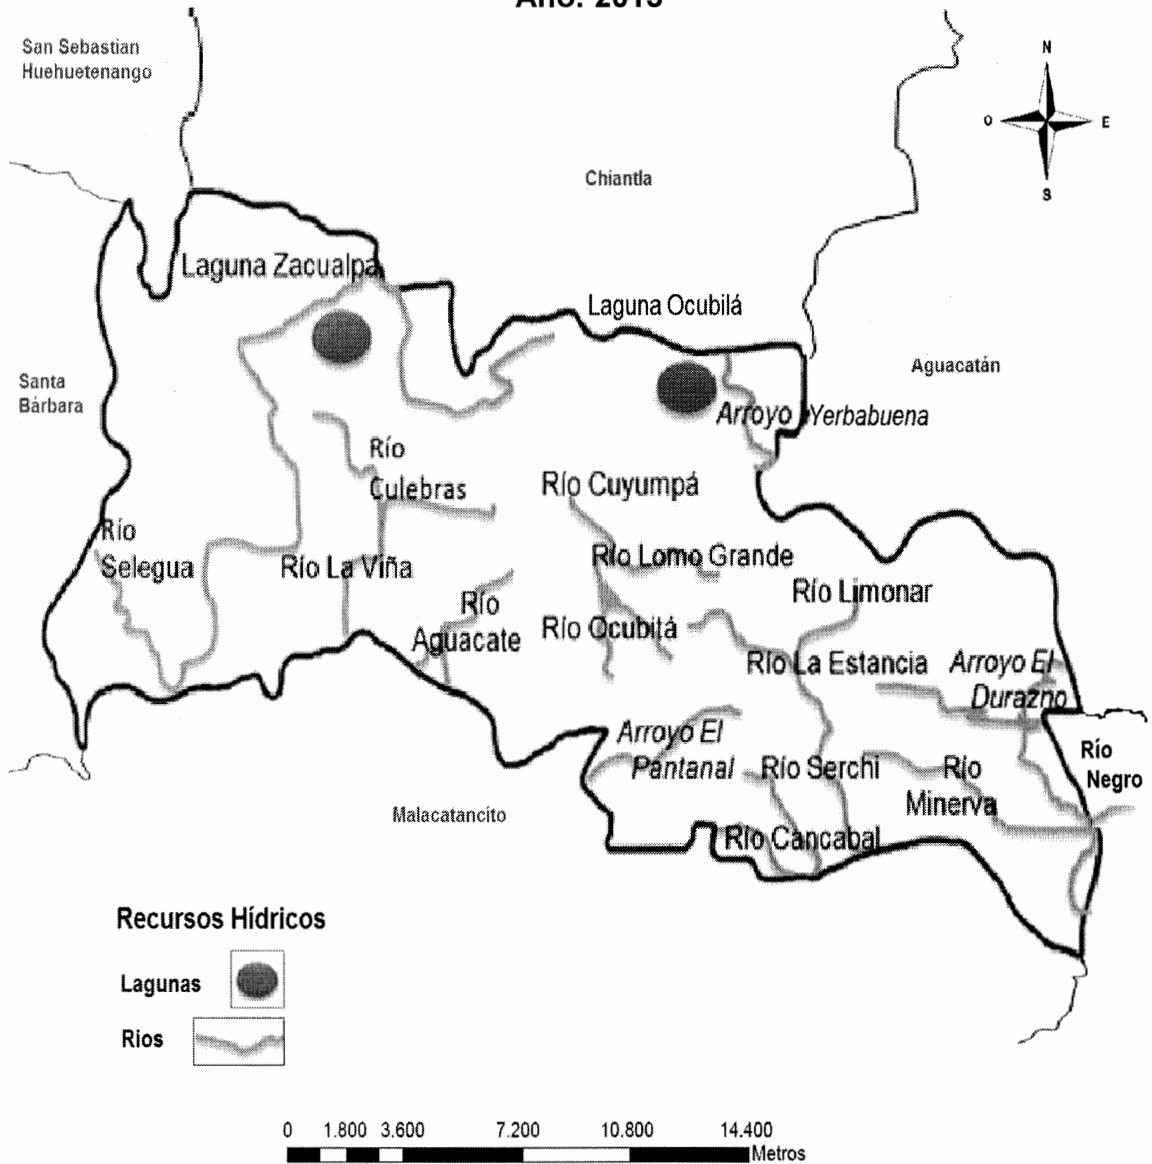 Año: 2013
San Sebastian
Huehuetenango
N
O
E
S
Chiantla
Laguna Zacualpa
Laguna Ocubilá
Santa
Bárbara
Aguacatán
Arroyo Yerbabuena
Río
Culebras
Río Cuyumpá
Río
Selegua
Río La Viña
Río Lomo Grande
Río Limonar
Río
Aguacate
Río Ocubilá
Río La Estancia
Arroyo El
Durazno
Arroyo El
Pantanal
Río Serchi
Río
Minerva
Río
Negro
Malacatancito
Río Cancabal
Recursos Hídricos
Lagunas
Rios
0 1.800 3.600 7.200 10.800 14.400
Metros